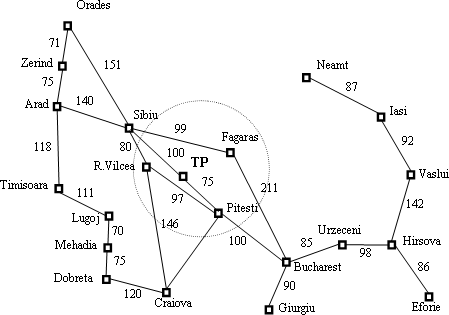 Orades
71
Zerind
151
75
Neamt
87
Arad
140
Sibiu
Iasi
99
80
Fagaras
92
118
100
TP
R.Vilcea
75
Vaslui
Timisoara
111
97
211
Lugoj
Pitesti
142
70
146
Urzeceni
Mehadia
100
85
Hirsova
98
75
Bucharest
86
Dobreta
90
120
Craiova
Giurgiu
Eforie